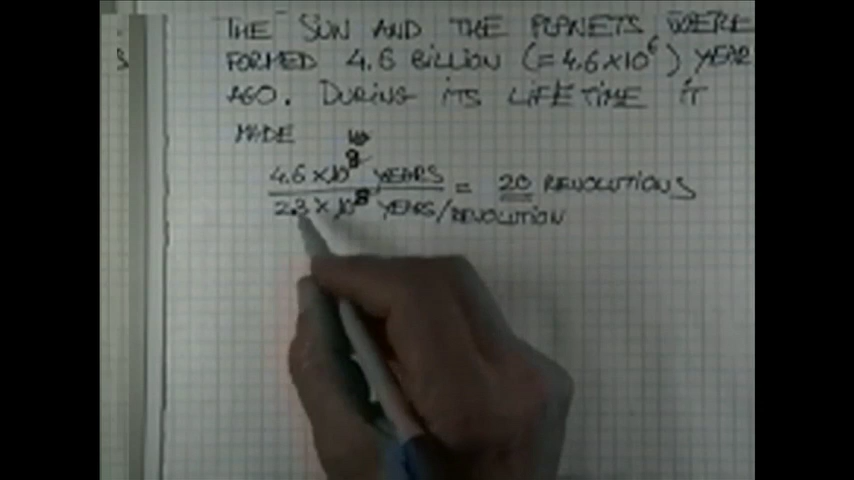 THE SUN AND THE PLANETS WERE
FORMED 4.6 BILLION (= 4.6×10⁶) YEAR
AGO. DURING ITS LIFETIME IT
MADE
4.6 × 10⁹ YEARS
2.3 × 10⁸ YEARS/REVOLUTION
= 20 REVOLUTIONS